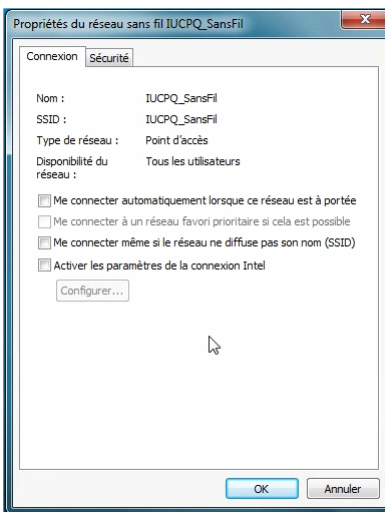 Propriétés du réseau sans fil IUCPQ_SansFil
Connexion Sécurité
Nom : IUCPQ_SansFil
SSID : IUCPQ_SansFil
Type de réseau : Point d'accès
Disponibilité du Tous les utilisateurs
réseau :
Me connecter automatiquement lorsque ce réseau est à portée
Me connecter à un réseau favori prioritaire si cela est possible
Me connecter même si le réseau ne diffuse pas son nom (SSID)
Activer les paramètres de la connexion Intel
Configurer...
OK Annuler